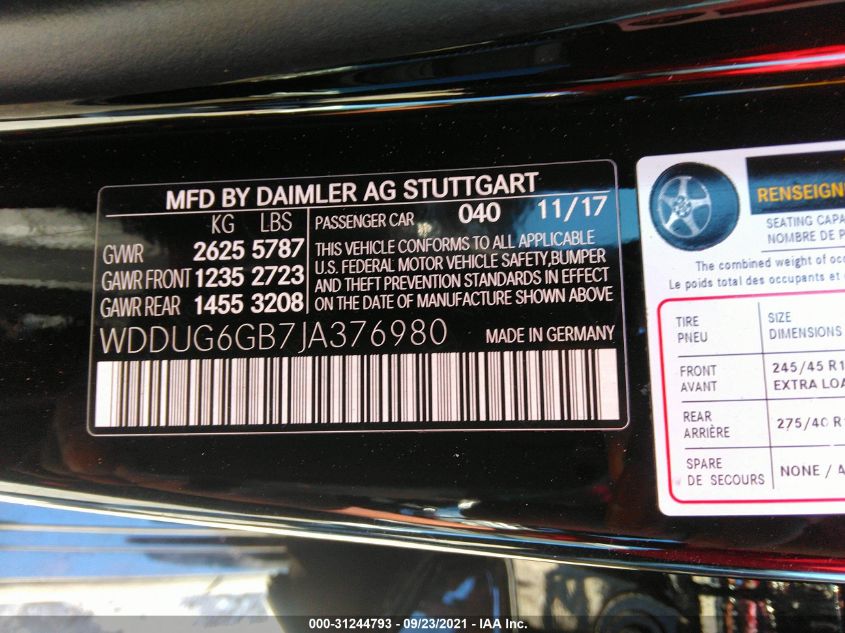 MFD BY DAIMLER AG STUTTGART
KG LBS
GVWR 2625 5787
GAWR FRONT 1235 2723
GAWR REAR 1455 3208
PASSENGER CAR 040 11/17
THIS VEHICLE CONFORMS TO ALL APPLICABLE
U.S. FEDERAL MOTOR VEHICLE SAFETY,BUMPER
AND THEFT PREVENTION STANDARDS IN EFFECT
ON THE DATE OF MANUFACTURE SHOWN ABOVE
WDDUG6GB7JA376980 MADE IN GERMANY
RENSEIGN
SEATING CAPA
NOMBRE DE P
The combined weight of occ
Le poids total des occupants et
TIRE
PNEU
SIZE
DIMENSIONS
FRONT
AVANT
245/45 R1
EXTRA LOA
REAR
ARRIÈRE
275/40 R
SPARE
DE SECOURS
NONE / A
000-31244793 - 09/23/2021 - IAA Inc.